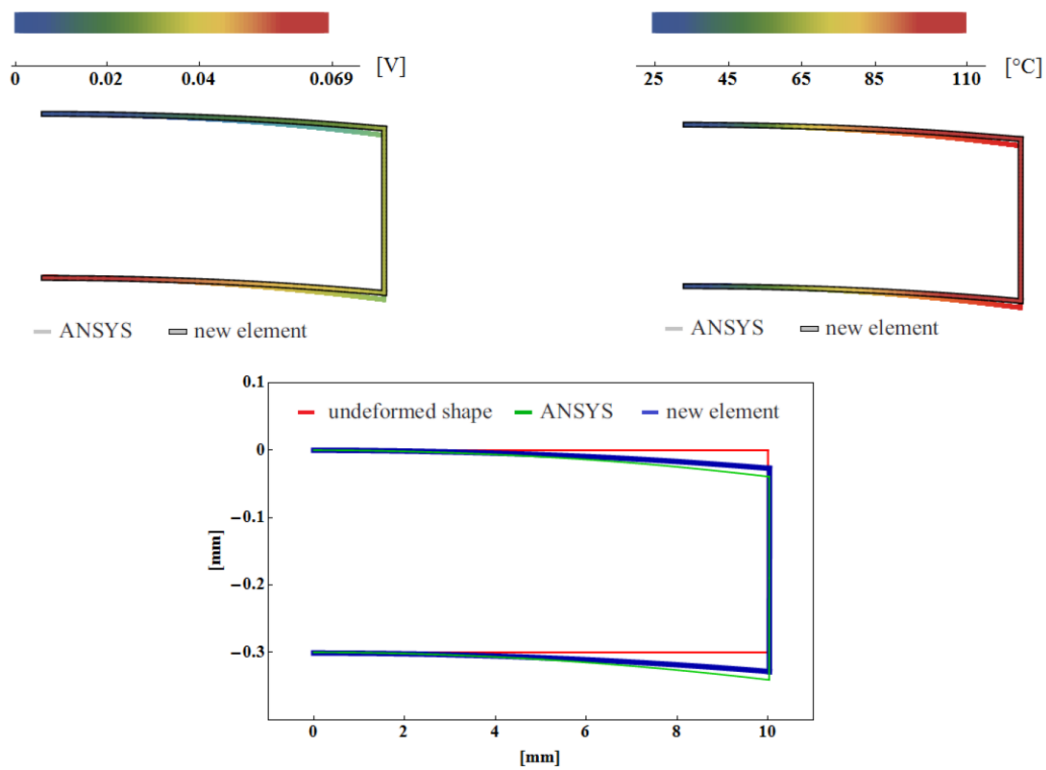 0 0.02 0.04 0.069 [V]
25 45 65 85 110 [°C]
ANSYS new element
ANSYS new element
0.1
undeformed shape ANSYS new element
0
−0.1
−0.2
−0.3
[mm]
0 2 4 6 8 10
[mm]